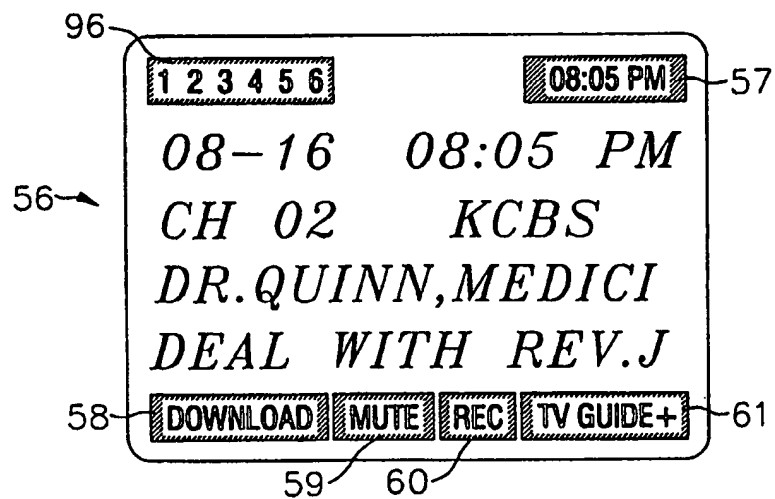 96
1 2 3 4 5 6 08:05 PM 57
08-16 08:05 PM
56 CH 02 KCBS
DR.QUINN,MEDICI
DEAL WITH REV.J
58 DOWNLOAD MUTE REC TV GUIDE+ 61
59 60